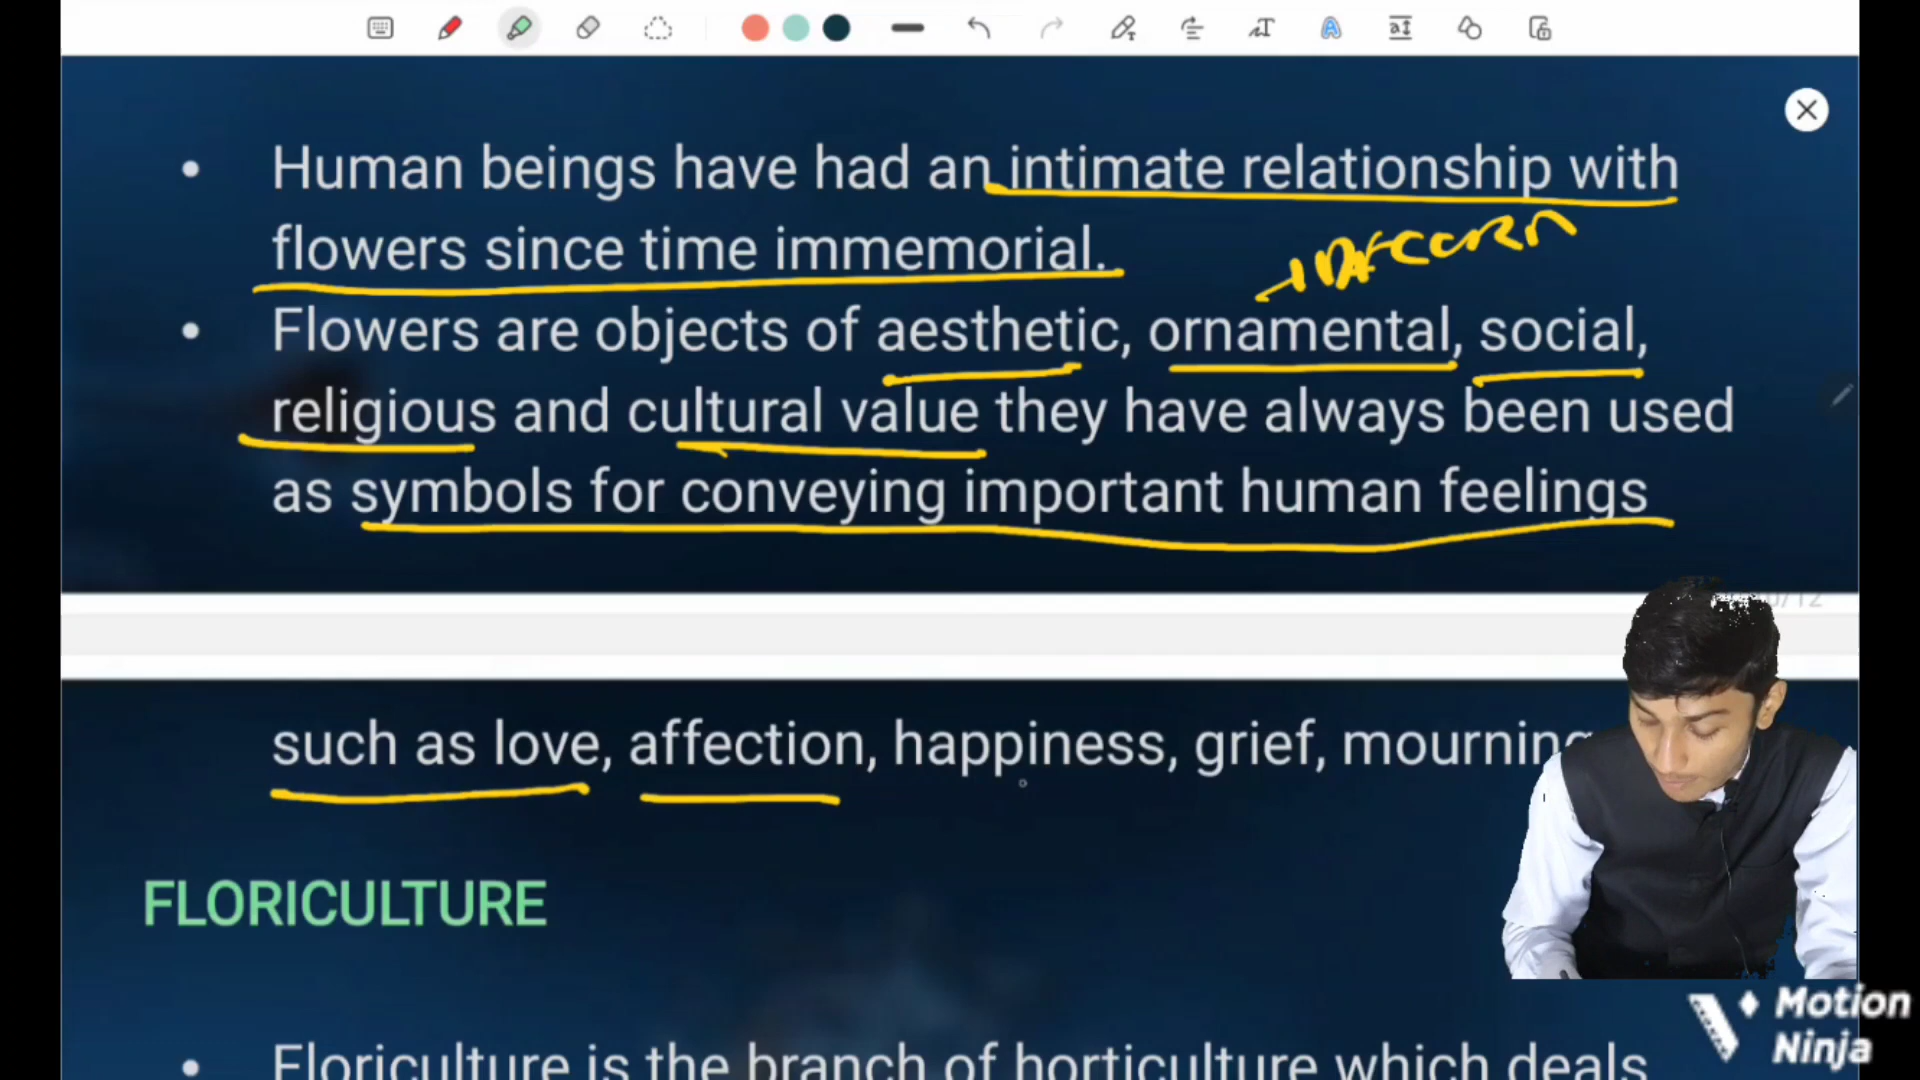 • Human beings have had an intimate relationship with
flowers since time immemorial.
• Flowers are objects of aesthetic, ornamental, social,
religious and cultural value they have always been used
as symbols for conveying important human feelings
/12
such as love, affection, happiness, grief, mourning
FLORICULTURE
• Floriculture is the branch of horticulture which deals
Motion
Ninja